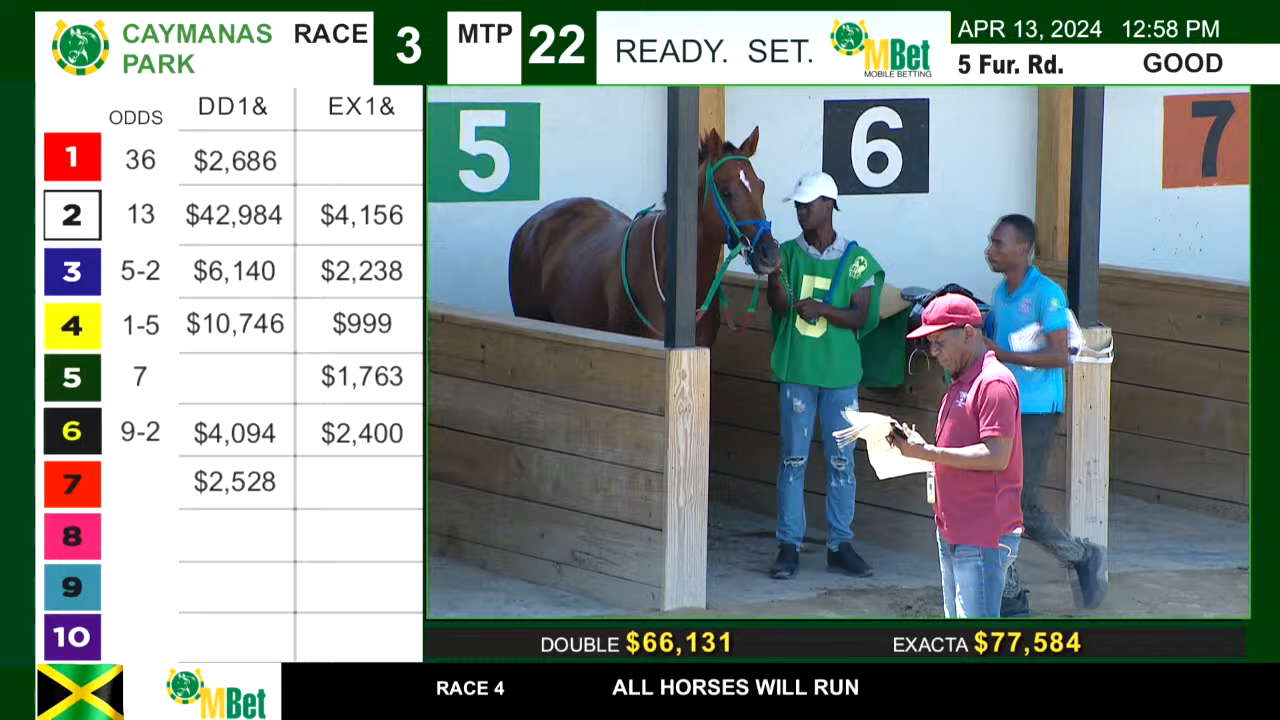 CAYMANAS PARK
RACE 3
MTP 22
READY. SET.
MBet
MOBILE BETTING
APR 13, 2024 12:58 PM
5 Fur. Rd. GOOD
ODDS DD1& EX1&
1 36 $2,686
2 13 $42,984 $4,156
3 5-2 $6,140 $2,238
4 1-5 $10,746 $999
5 7 $1,763
6 9-2 $4,094 $2,400
7 $2,528
8
9
10
5
6
7
5
DOUBLE $66,131 EXACTA $77,584
MBet
RACE 4 ALL HORSES WILL RUN